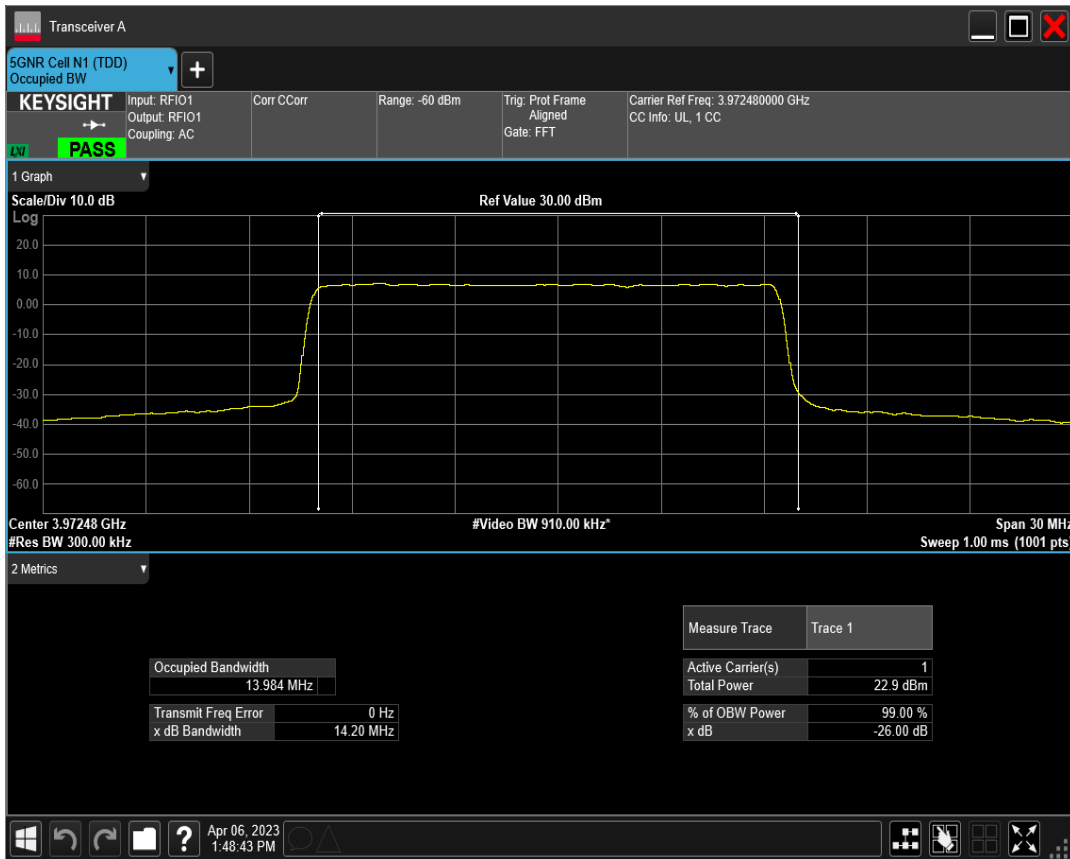 Transceiver A
5GNR Cell N1 (TDD)
Occupied BW
+
KEYSIGHT
LXI
PASS
Input: RFIO1
Output: RFIO1
Coupling: AC
Corr CCorr
Range: -60 dBm
Trig: Prot Frame
Aligned
Gate: FFT
Carrier Ref Freq: 3.972480000 GHz
CC Info: UL, 1 CC
1 Graph
Scale/Div 10.0 dB
Ref Value 30.00 dBm
Log
20.0
10.0
0.00
-10.0
-20.0
-30.0
-40.0
-50.0
-60.0
Center 3.97248 GHz
#Video BW 910.00 kHz*
Span 30 MHz
#Res BW 300.00 kHz
Sweep 1.00 ms (1001 pts)
2 Metrics
Measure Trace Trace 1
Occupied Bandwidth
13.984 MHz
Active Carrier(s) 1
Total Power 22.9 dBm
Transmit Freq Error 0 Hz
x dB Bandwidth 14.20 MHz
% of OBW Power 99.00 %
x dB -26.00 dB
?
Apr 06, 2023
1:48:43 PM